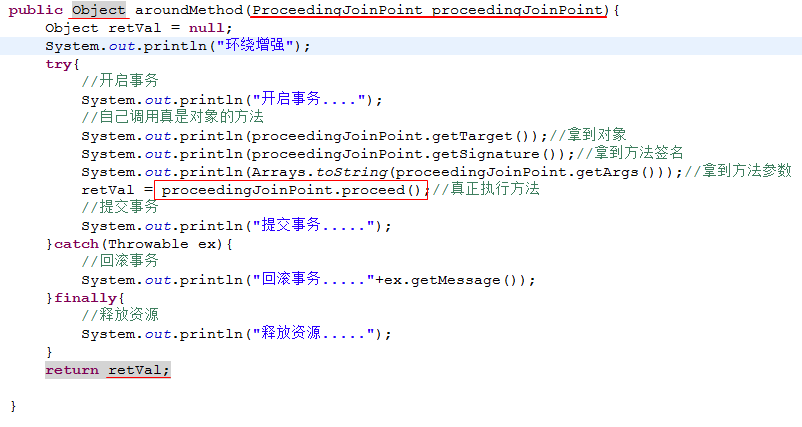 public Object aroundMethod(ProceedingJoinPoint proceedingJoinPoint){
Object retVal = null;
System.out.println("环绕增强");
try{
//开启事务
System.out.println("开启事务....");
//自己调用真是对象的方法
System.out.println(proceedingJoinPoint.getTarget());//拿到对象
System.out.println(proceedingJoinPoint.getSignature());//拿到方法签名
System.out.println(Arrays.toString(proceedingJoinPoint.getArgs()));//拿到方法参数
retVal = proceedingJoinPoint.proceed();//真正执行方法
//提交事务
System.out.println("提交事务.....");
}catch(Throwable ex){
//回滚事务
System.out.println("回滚事务....."+ex.getMessage());
}finally{
//释放资源
System.out.println("释放资源.....");
}
return retVal;
}